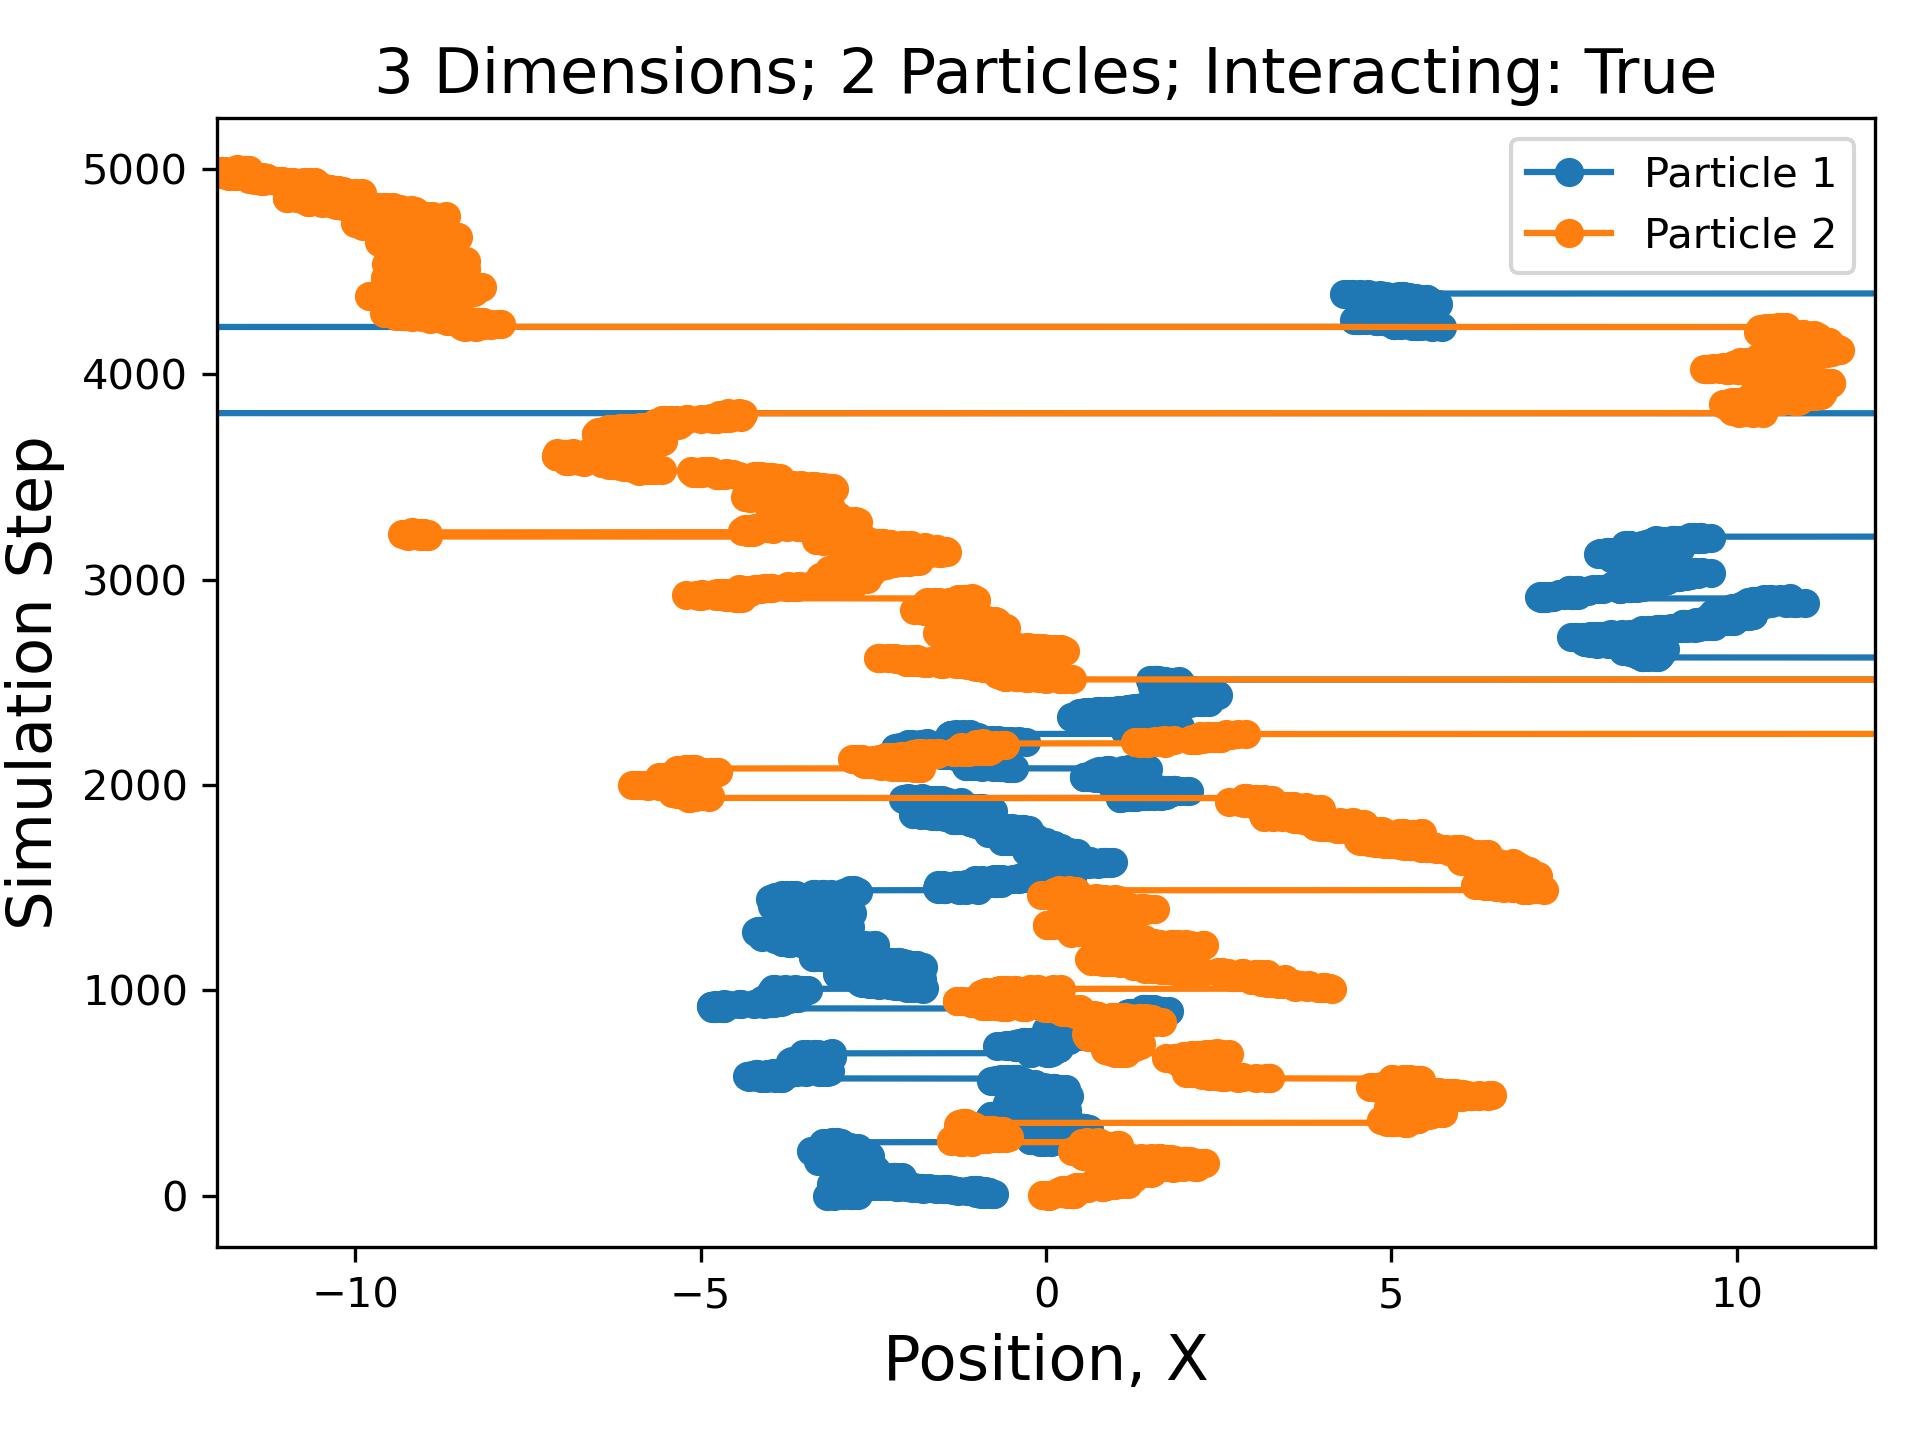 3 Dimensions; 2 Particles; Interacting: True
Particle 1
Particle 2
Simulation Step
5000
4000
3000
2000
1000
0
−10
−5
0
5
10
Position, X